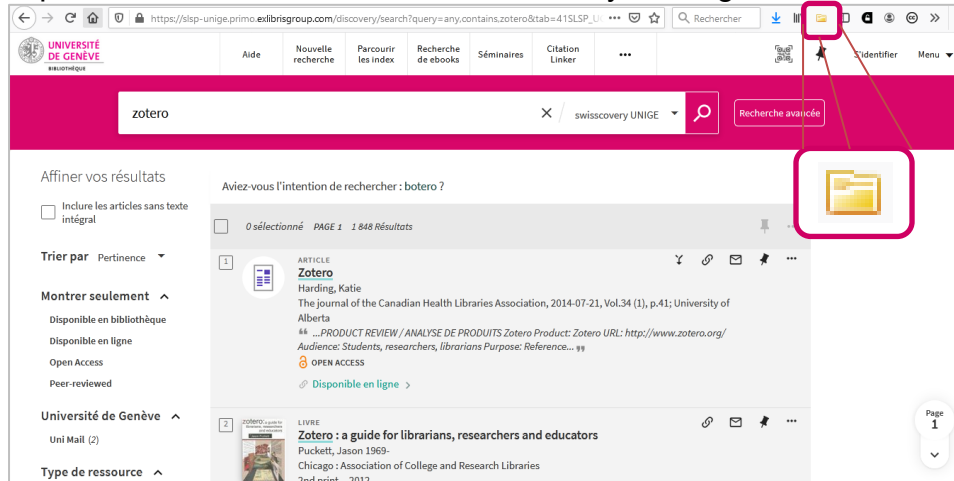 https://slsp-unige.primo.exlibrisgroup.com/discovery/search?query=any,contains,zotero&tab=41SLSP_U
Rechercher
UNIVERSITÉ
DE GENÈVE
BIBLIOTHÈQUE
Aide
Nouvelle
recherche
Parcourir
les index
Recherche
de ebooks
Séminaires
Citation
Linker
S'identifier
Menu
zotero
swisscovery UNIGE
Recherche avancée
Affiner vos résultats
Inclure les articles sans texte
intégral
Trier par Pertinence
Montrer seulement
Disponible en bibliothèque
Disponible en ligne
Open Access
Peer-reviewed
Université de Genève
Uni Mail (2)
Type de ressource
Aviez-vous l'intention de rechercher : botero ?
0 sélectionné PAGE 1 1 848 Résultats
1
ARTICLE
Zotero
Harding, Katie
The journal of the Canadian Health Libraries Association, 2014-07-21, Vol.34 (1), p.41; University of
Alberta
“ ...PRODUCT REVIEW / ANALYSE DE PRODUITS Zotero Product: Zotero URL: http://www.zotero.org/
Audience: Students, researchers, librarians Purpose: Reference... ”
OPEN ACCESS
Disponible en ligne
2
LIVRE
Zotero : a guide for librarians, researchers and educators
Puckett, Jason 1969-
Chicago : Association of College and Research Libraries
2nd print.. 2012
Page
1